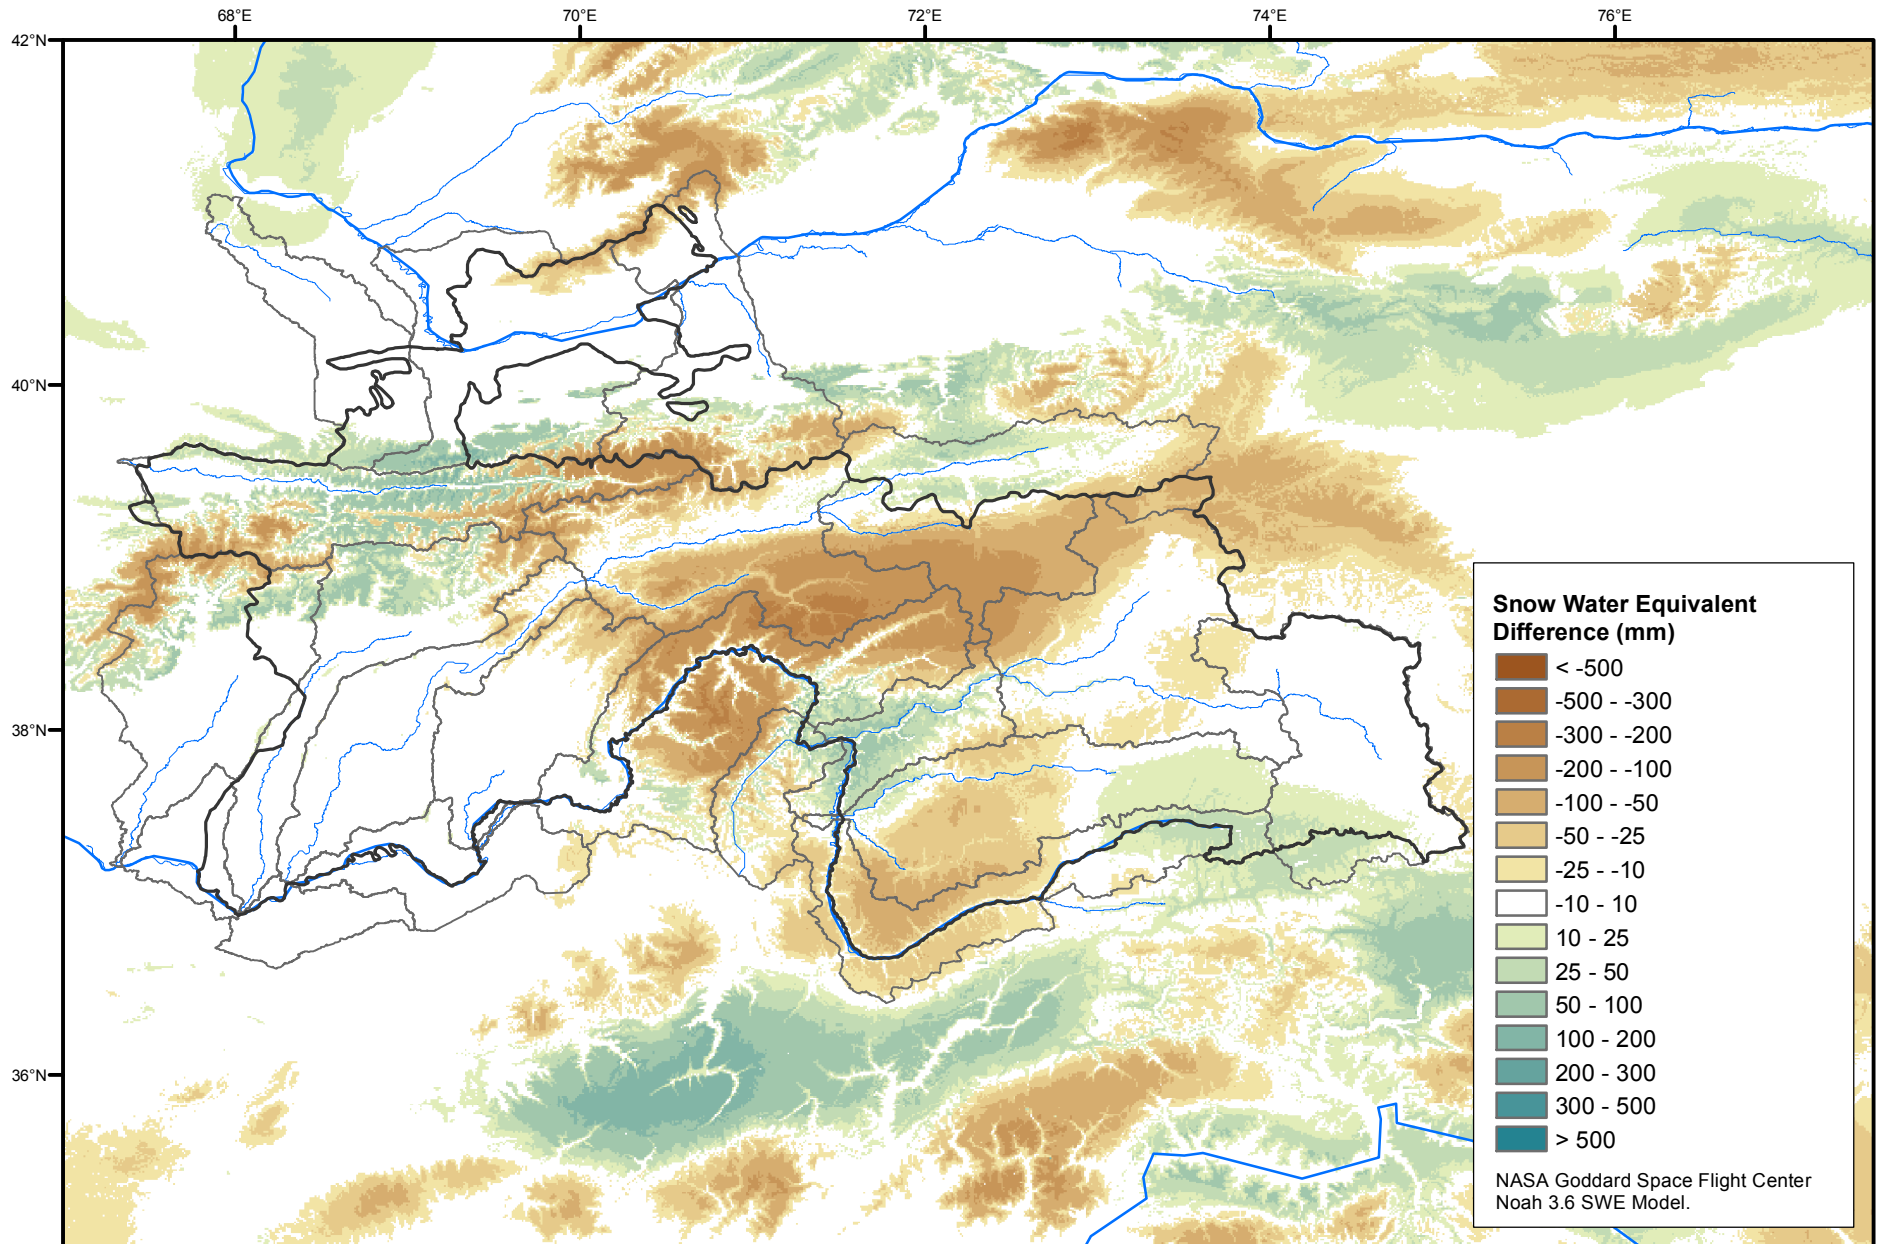 68°E
70°E
72°E
74°E
76°E
42°N
40°N
38°N
36°N
Snow Water Equivalent
Difference (mm)
< -500
-500 - -300
-300 - -200
-200 - -100
-100 - -50
-50 - -25
-25 - -10
-10 - 10
10 - 25
25 - 50
50 - 100
100 - 200
200 - 300
300 - 500
> 500
NASA Goddard Space Flight Center
Noah 3.6 SWE Model.